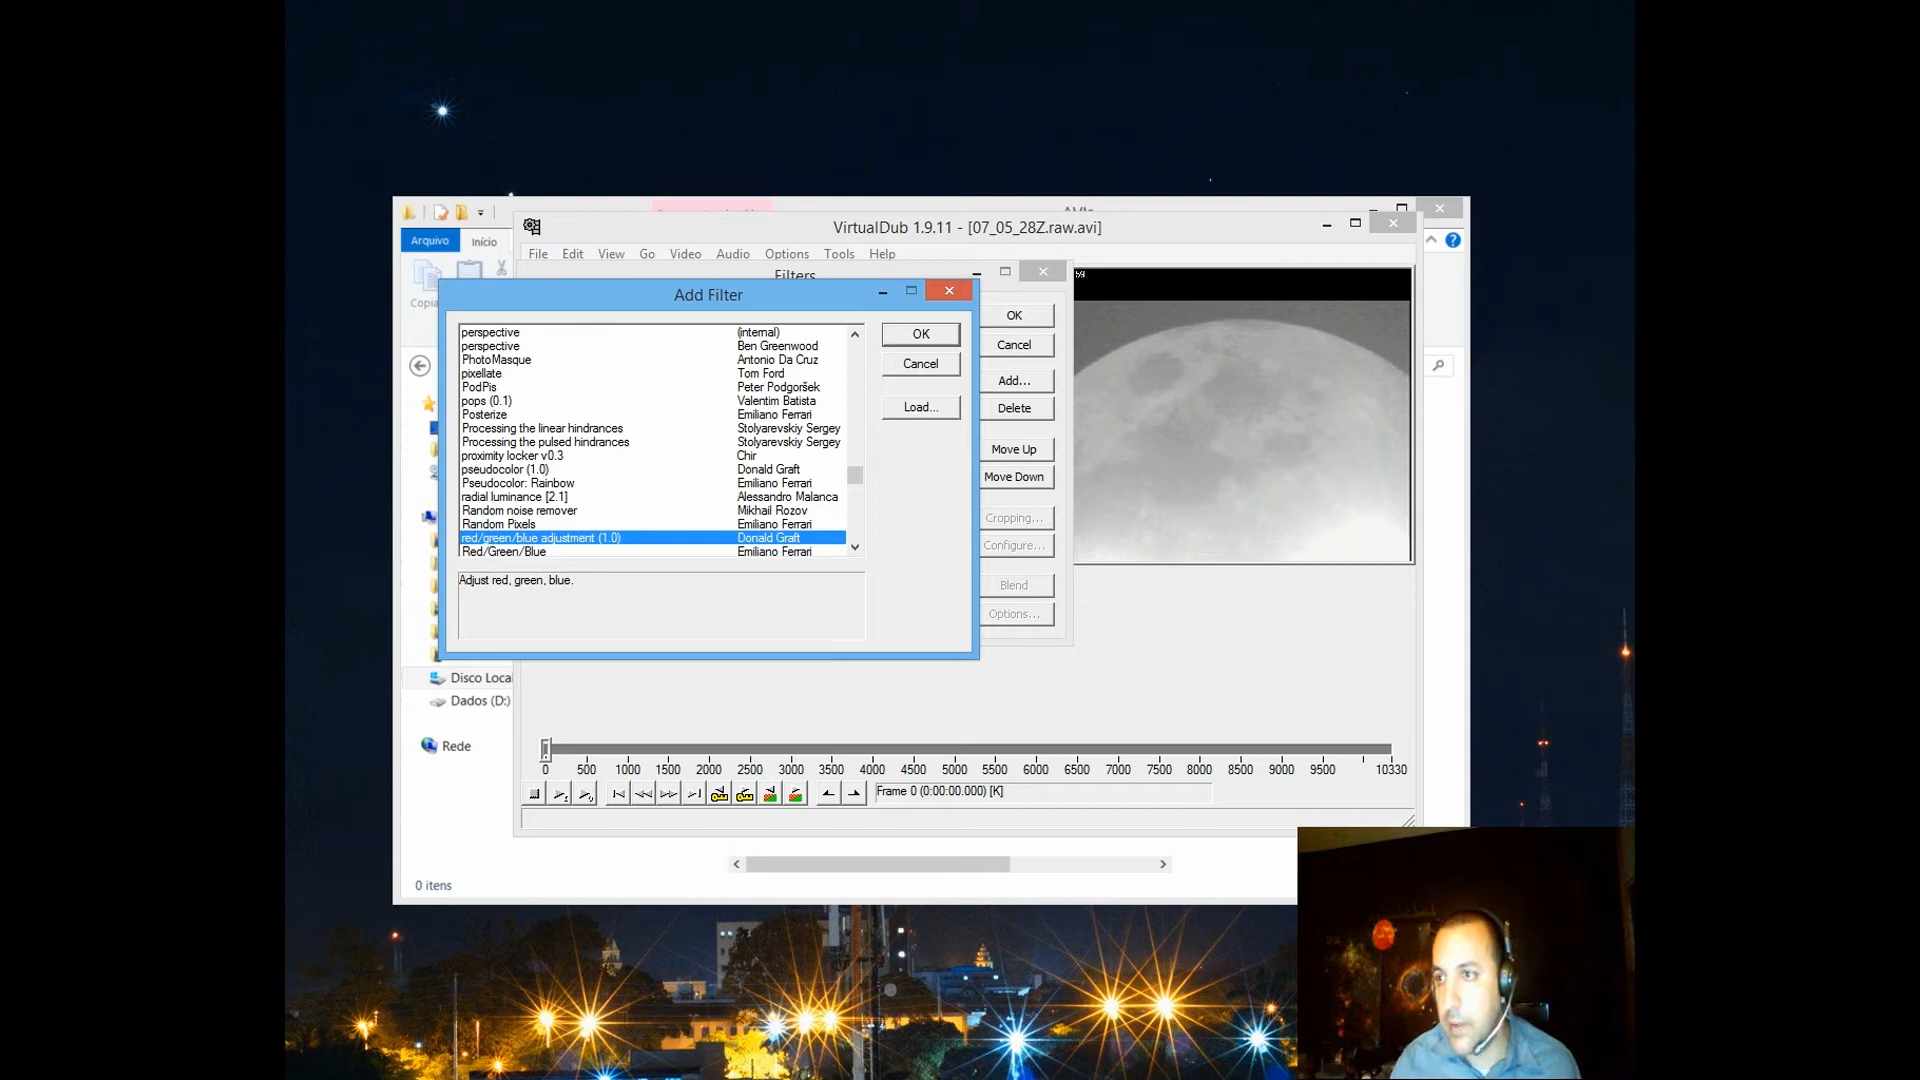 AVIs
Arquivo
Início
VirtualDub 1.9.11 - [07_05_28Z.raw.avi]
File Edit View Go Video Audio Options Tools Help
Filters
Add Filter
perspective (internal)
perspective Ben Greenwood
PhotoMasque Antonio Da Cruz
pixellate Tom Ford
PodPis Peter Podgoršek
pops (0.1) Valentim Batista
Posterize Emiliano Ferrari
Processing the linear hindrances Stolyarevskiy Sergey
Processing the pulsed hindrances Stolyarevskiy Sergey
proximity locker v0.3 Chir
pseudocolor (1.0) Donald Graft
Pseudocolor: Rainbow Emiliano Ferrari
radial luminance [2.1] Alessandro Malanca
Random noise remover Mikhail Rozov
Random Pixels Emiliano Ferrari
red/green/blue adjustment (1.0) Donald Graft
Red/Green/Blue Emiliano Ferrari
Adjust red, green, blue.
OK
Cancel
Load...
OK
Cancel
Add...
Delete
Move Up
Move Down
Cropping...
Configure...
Blend
Options...
59
Copia
Disco Loca
Dados (D:)
Rede
0 500 1000 1500 2000 2500 3000 3500 4000 4500 5000 5500 6000 6500 7000 7500 8000 8500 9000 9500 10330
Frame 0 (0:00:00.000) [K]
0 itens